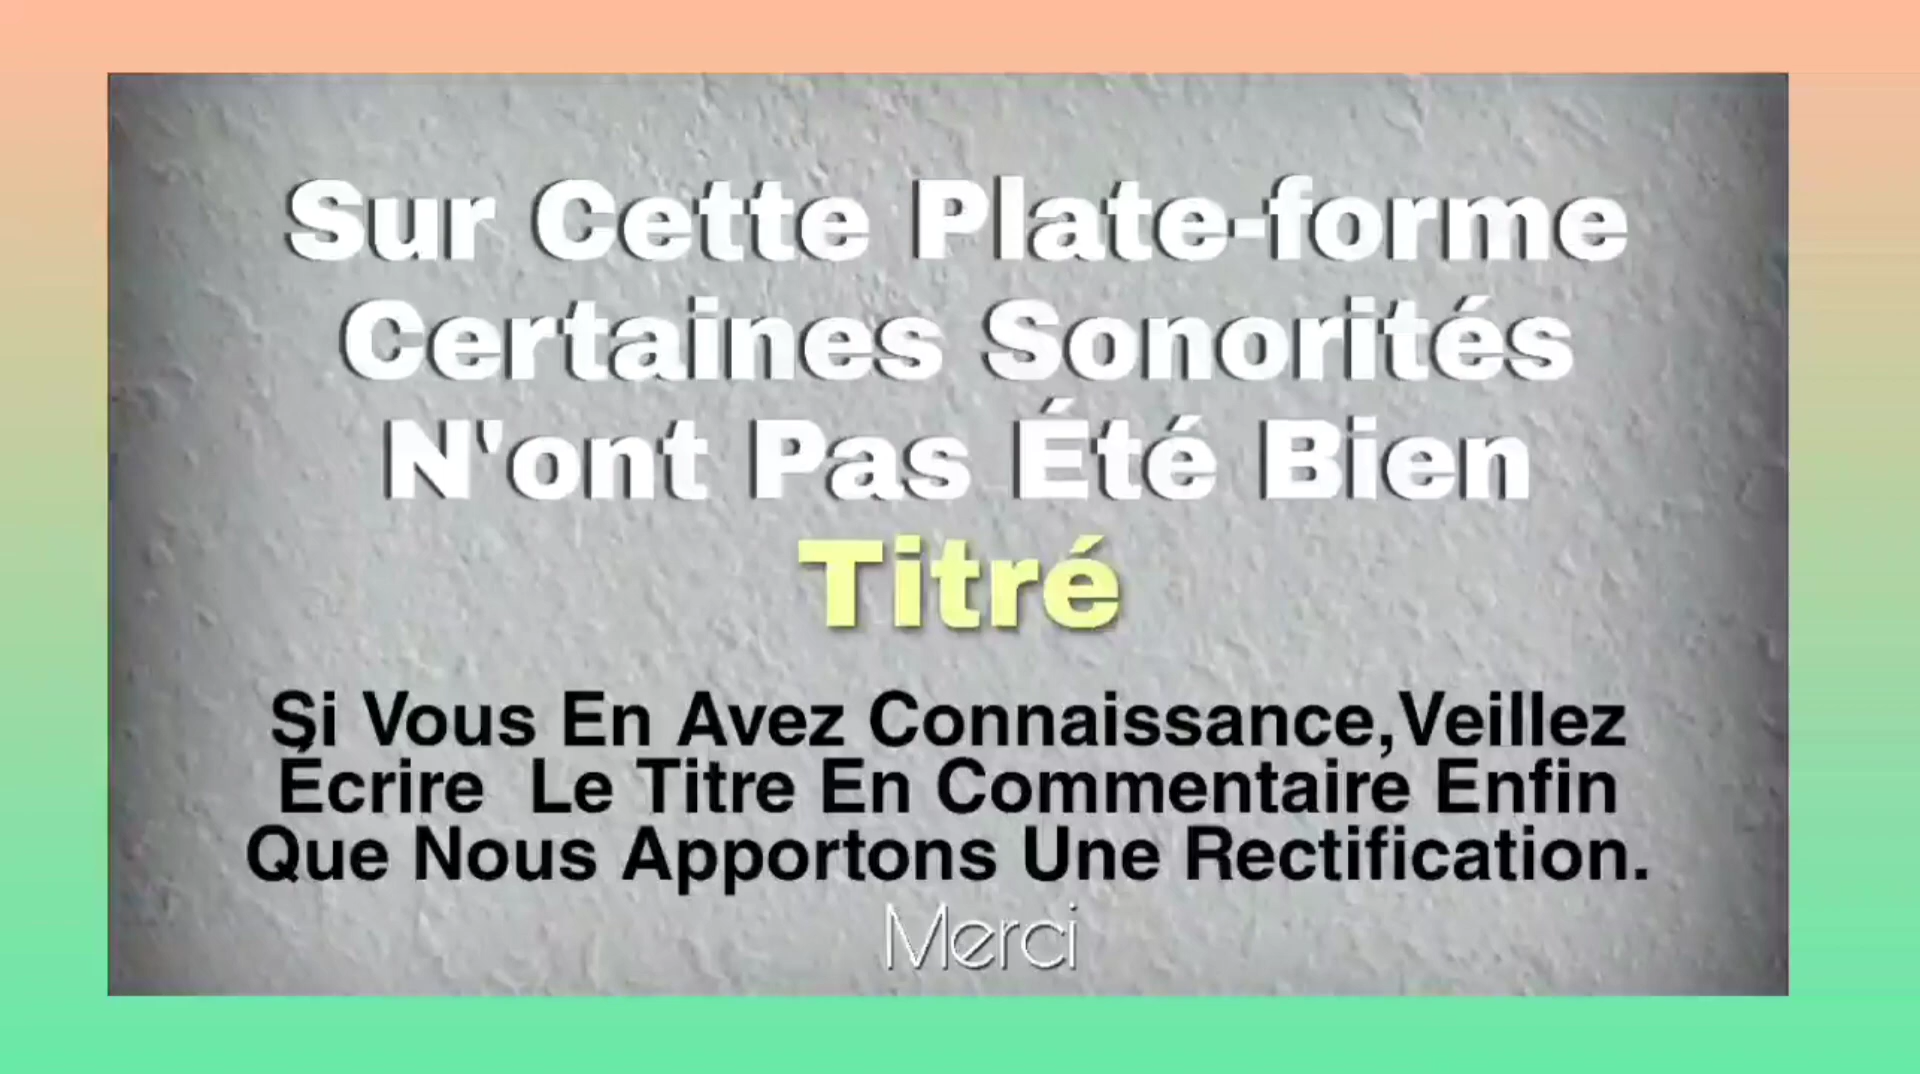 Sur Cette Plate-forme
Certaines Sonorités
N'ont Pas Été Bien
Titré
Si Vous En Avez Connaissance,Veillez
Écrire  Le Titre En Commentaire Enfin
Que Nous Apportons Une Rectification.
Merci